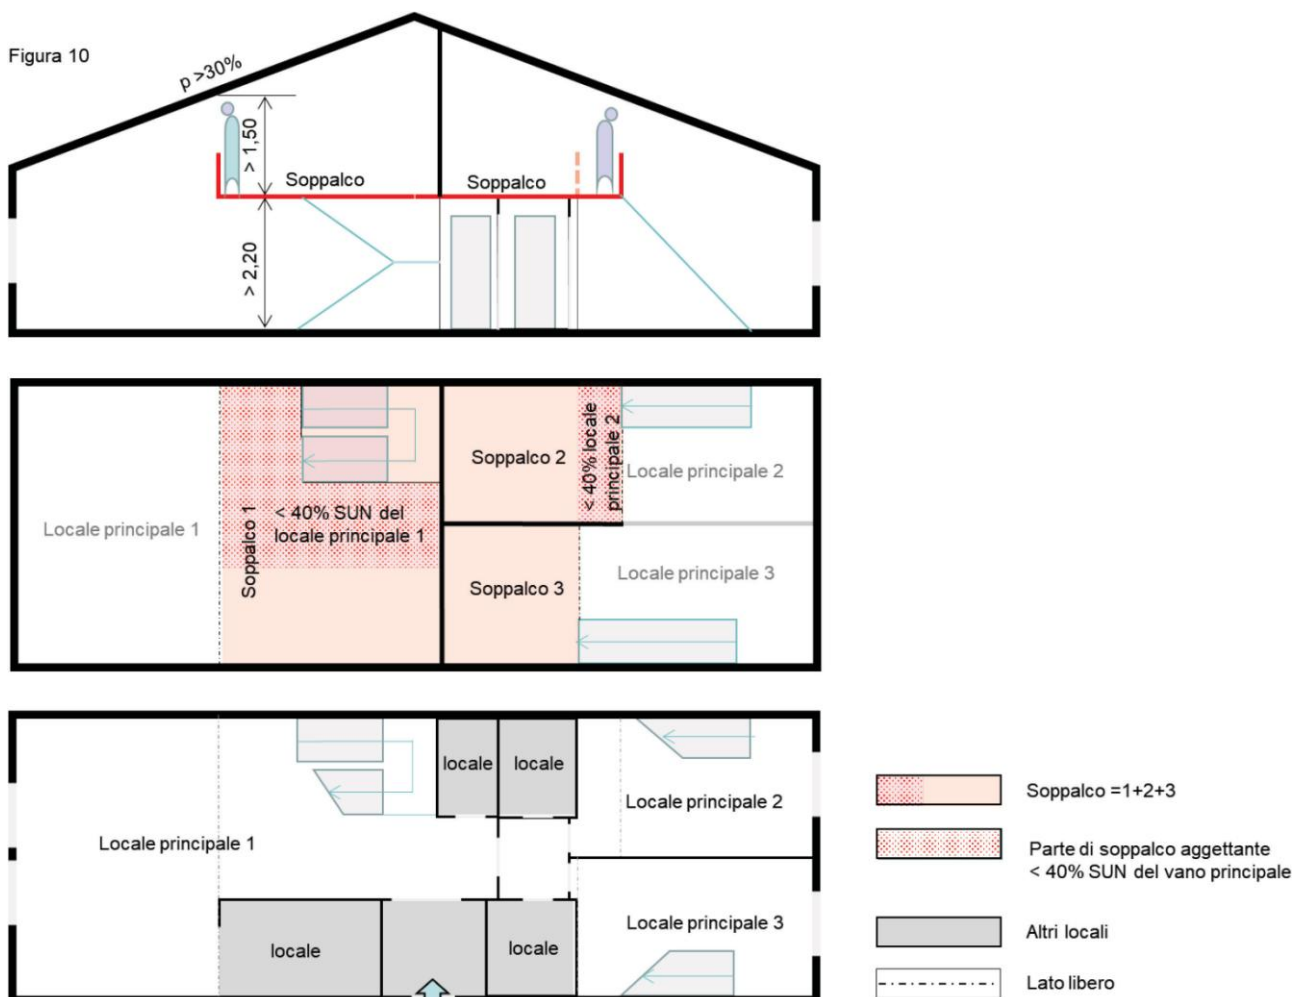 Figura 10
p >30%
> 1,50
Soppalco
Soppalco
> 2,20
Locale principale 1
Soppalco 1
< 40% SUN del
locale principale 1
Soppalco 2
< 40% locale
principale 2
Locale principale 2
Soppalco 3
Locale principale 3
locale
locale
Locale principale 1
Locale principale 2
locale
locale
Locale principale 3
Soppalco =1+2+3
Parte di soppalco aggettante
< 40% SUN del vano principale
Altri locali
Lato libero